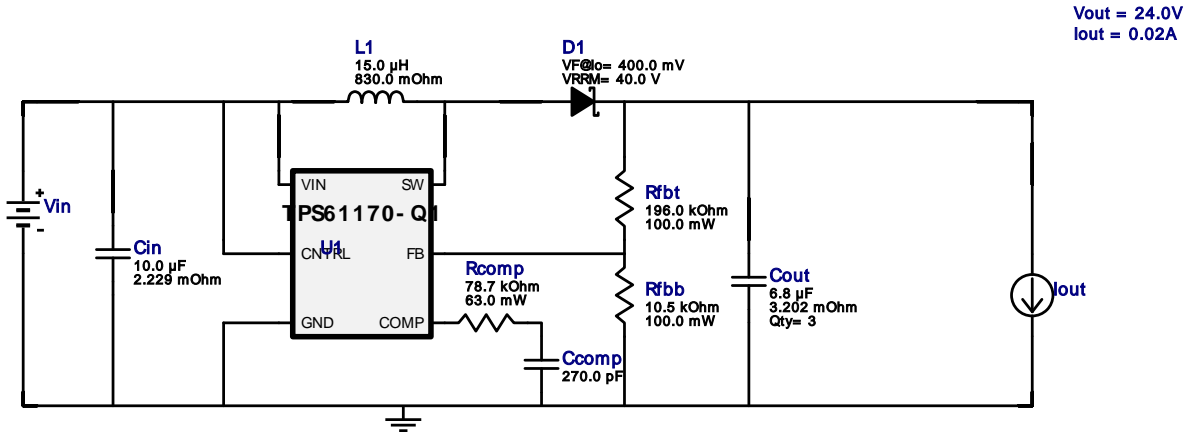 Vout = 24.0V
Iout = 0.02A
L1
15.0 µH
830.0 mOhm
D1
VF@Io= 400.0 mV
VRRM= 40.0 V
VIN
SW
TPS61170-Q1
U1
CNTRL
FB
GND
COMP
+
Vin
-
Cin
10.0 µF
2.229 mOhm
Rcomp
78.7 kOhm
63.0 mW
Ccomp
270.0 pF
Rfbt
196.0 kOhm
100.0 mW
Rfbb
10.5 kOhm
100.0 mW
Cout
6.8 µF
3.202 mOhm
Qty= 3
Iout